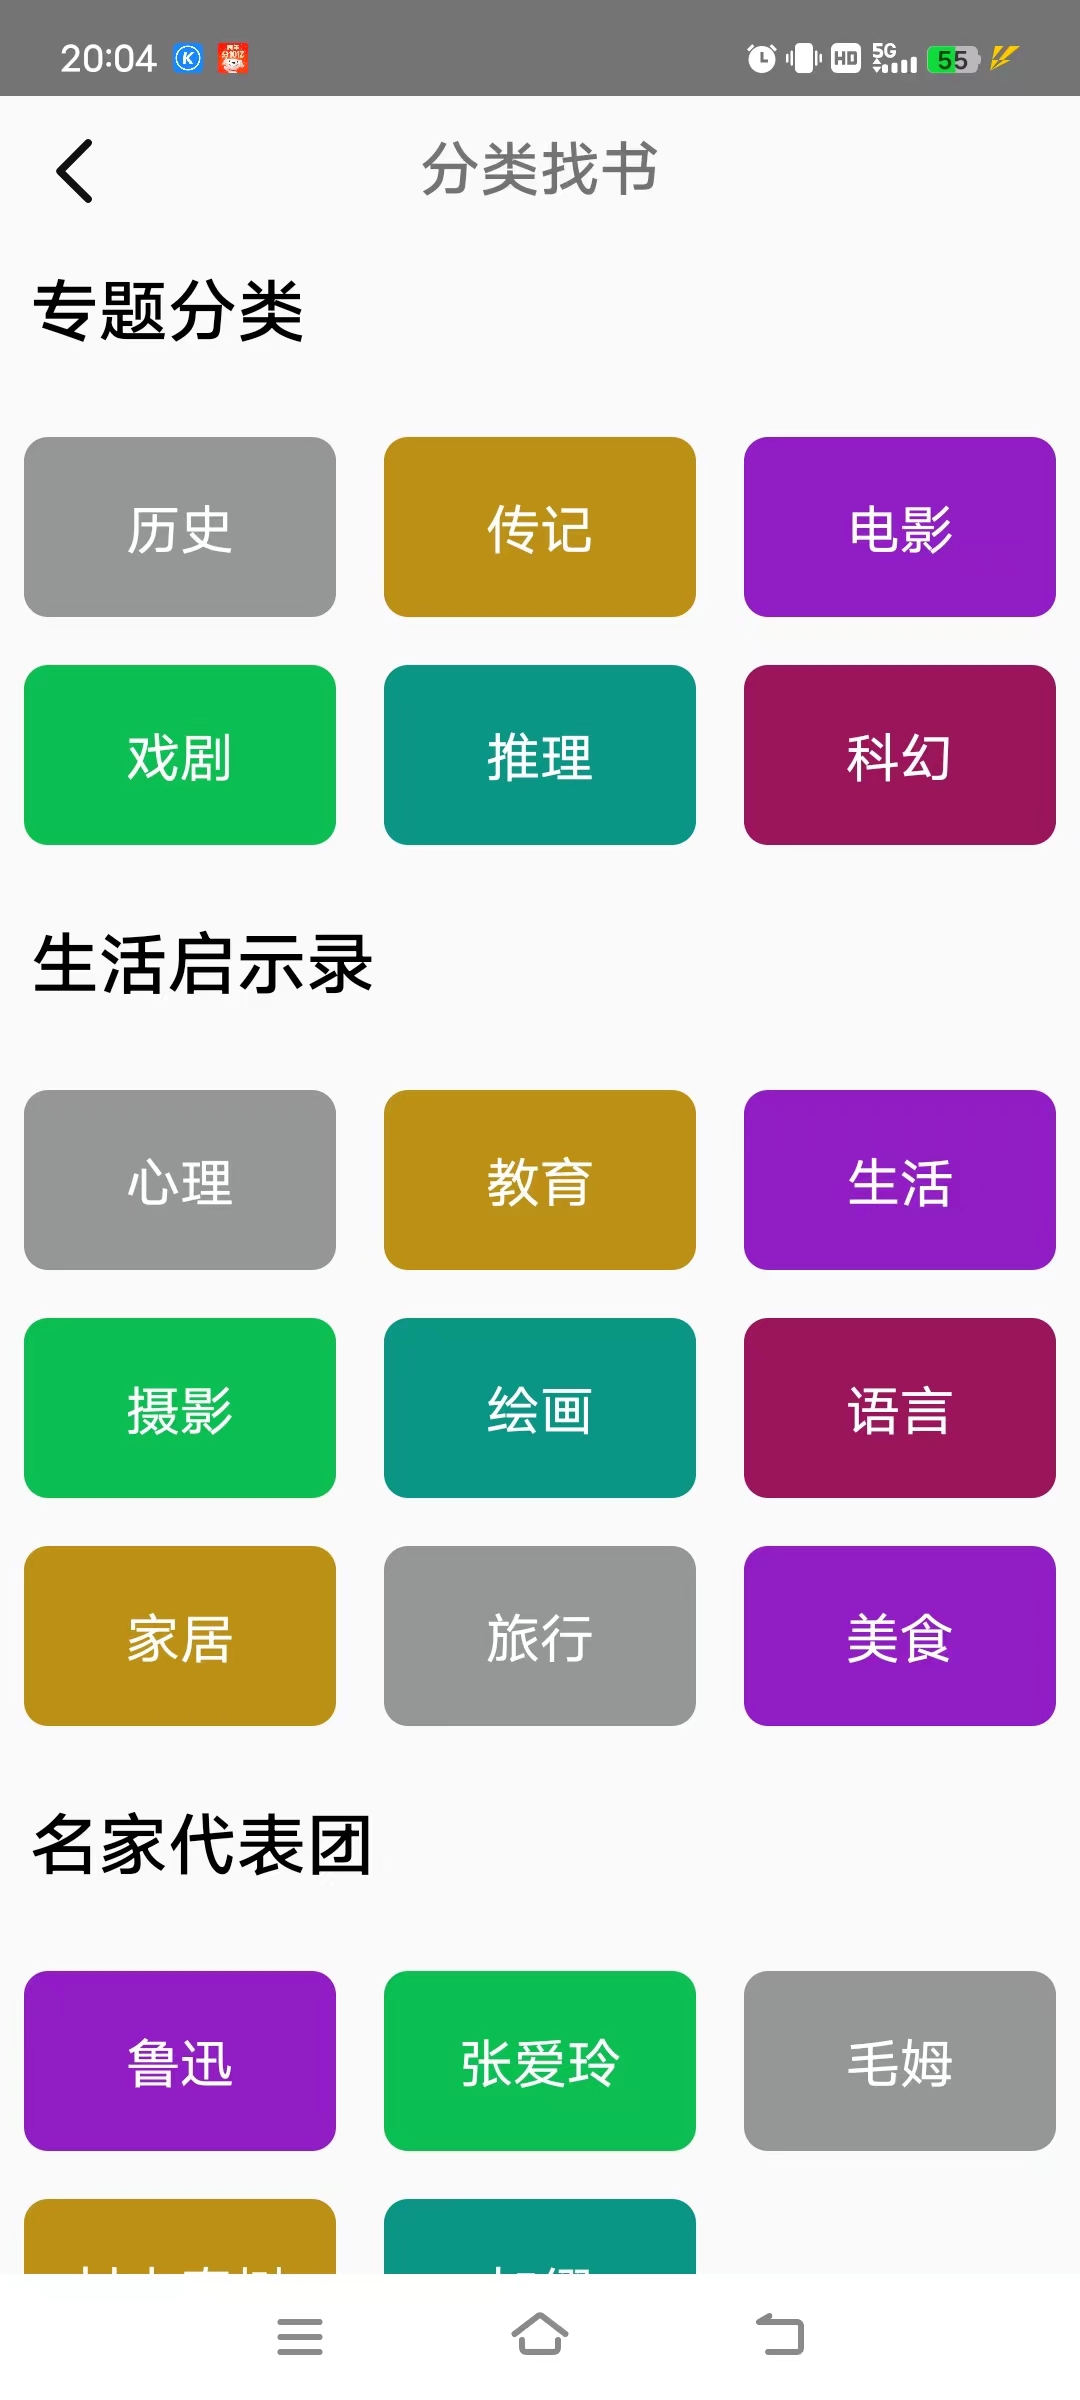 20:04
HD 5G 55
分类找书
专题分类
历史 传记 电影
戏剧 推理 科幻
生活启示录
心理 教育 生活
摄影 绘画 语言
家居 旅行 美食
名家代表团
鲁迅 张爱玲 毛姆